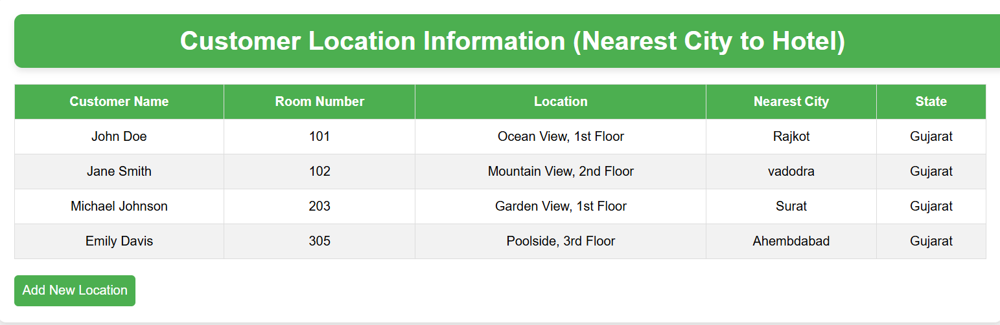 Customer Location Information (Nearest City to Hotel)
Customer Name Room Number Location Nearest City State
John Doe 101 Ocean View, 1st Floor Rajkot Gujarat
Jane Smith 102 Mountain View, 2nd Floor vadodra Gujarat
Michael Johnson 203 Garden View, 1st Floor Surat Gujarat
Emily Davis 305 Poolside, 3rd Floor Ahembdabad Gujarat
Add New Location